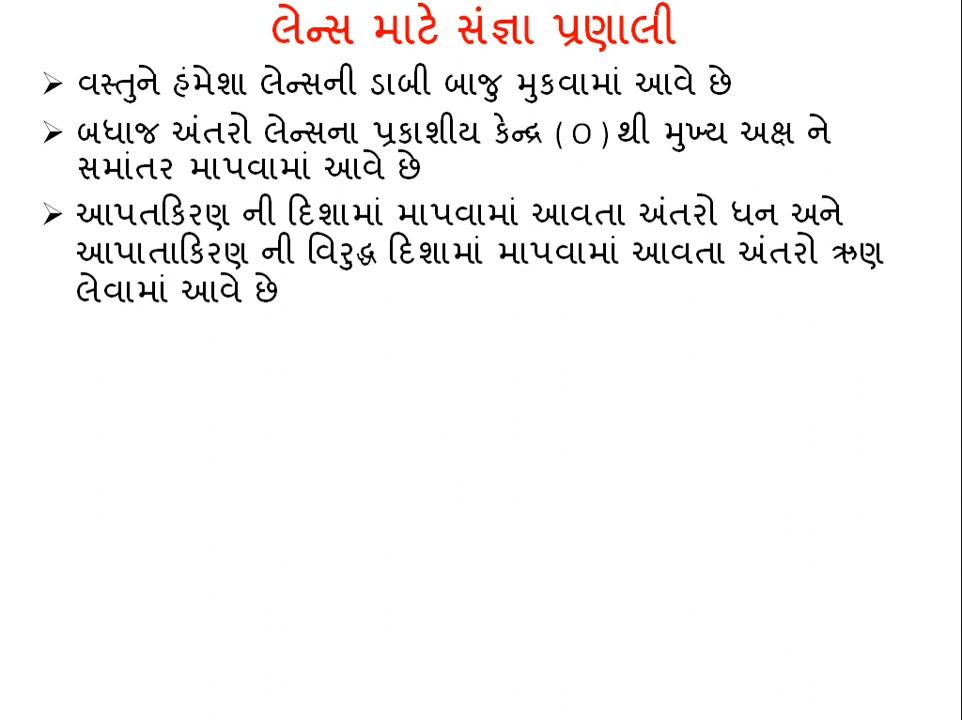 લેન્સ માટે સંજ્ઞા પ્રણાલી
➢ વસ્તુને હંમેશા લેન્સની ડાબી બાજુ મુકવામાં આવે છે
➢ બધાજ અંતરો લેન્સના પ્રકાશીય કેન્દ્ર ( O ) થી મુખ્ય અક્ષ ને
સમાંતર માપવામાં આવે છે
➢ આપતકિરણ ની દિશામાં માપવામાં આવતા અંતરો ધન અને
આપાતાકિરણ ની વિરુદ્ધ દિશામાં માપવામાં આવતા અંતરો ઋણ
લેવામાં આવે છે